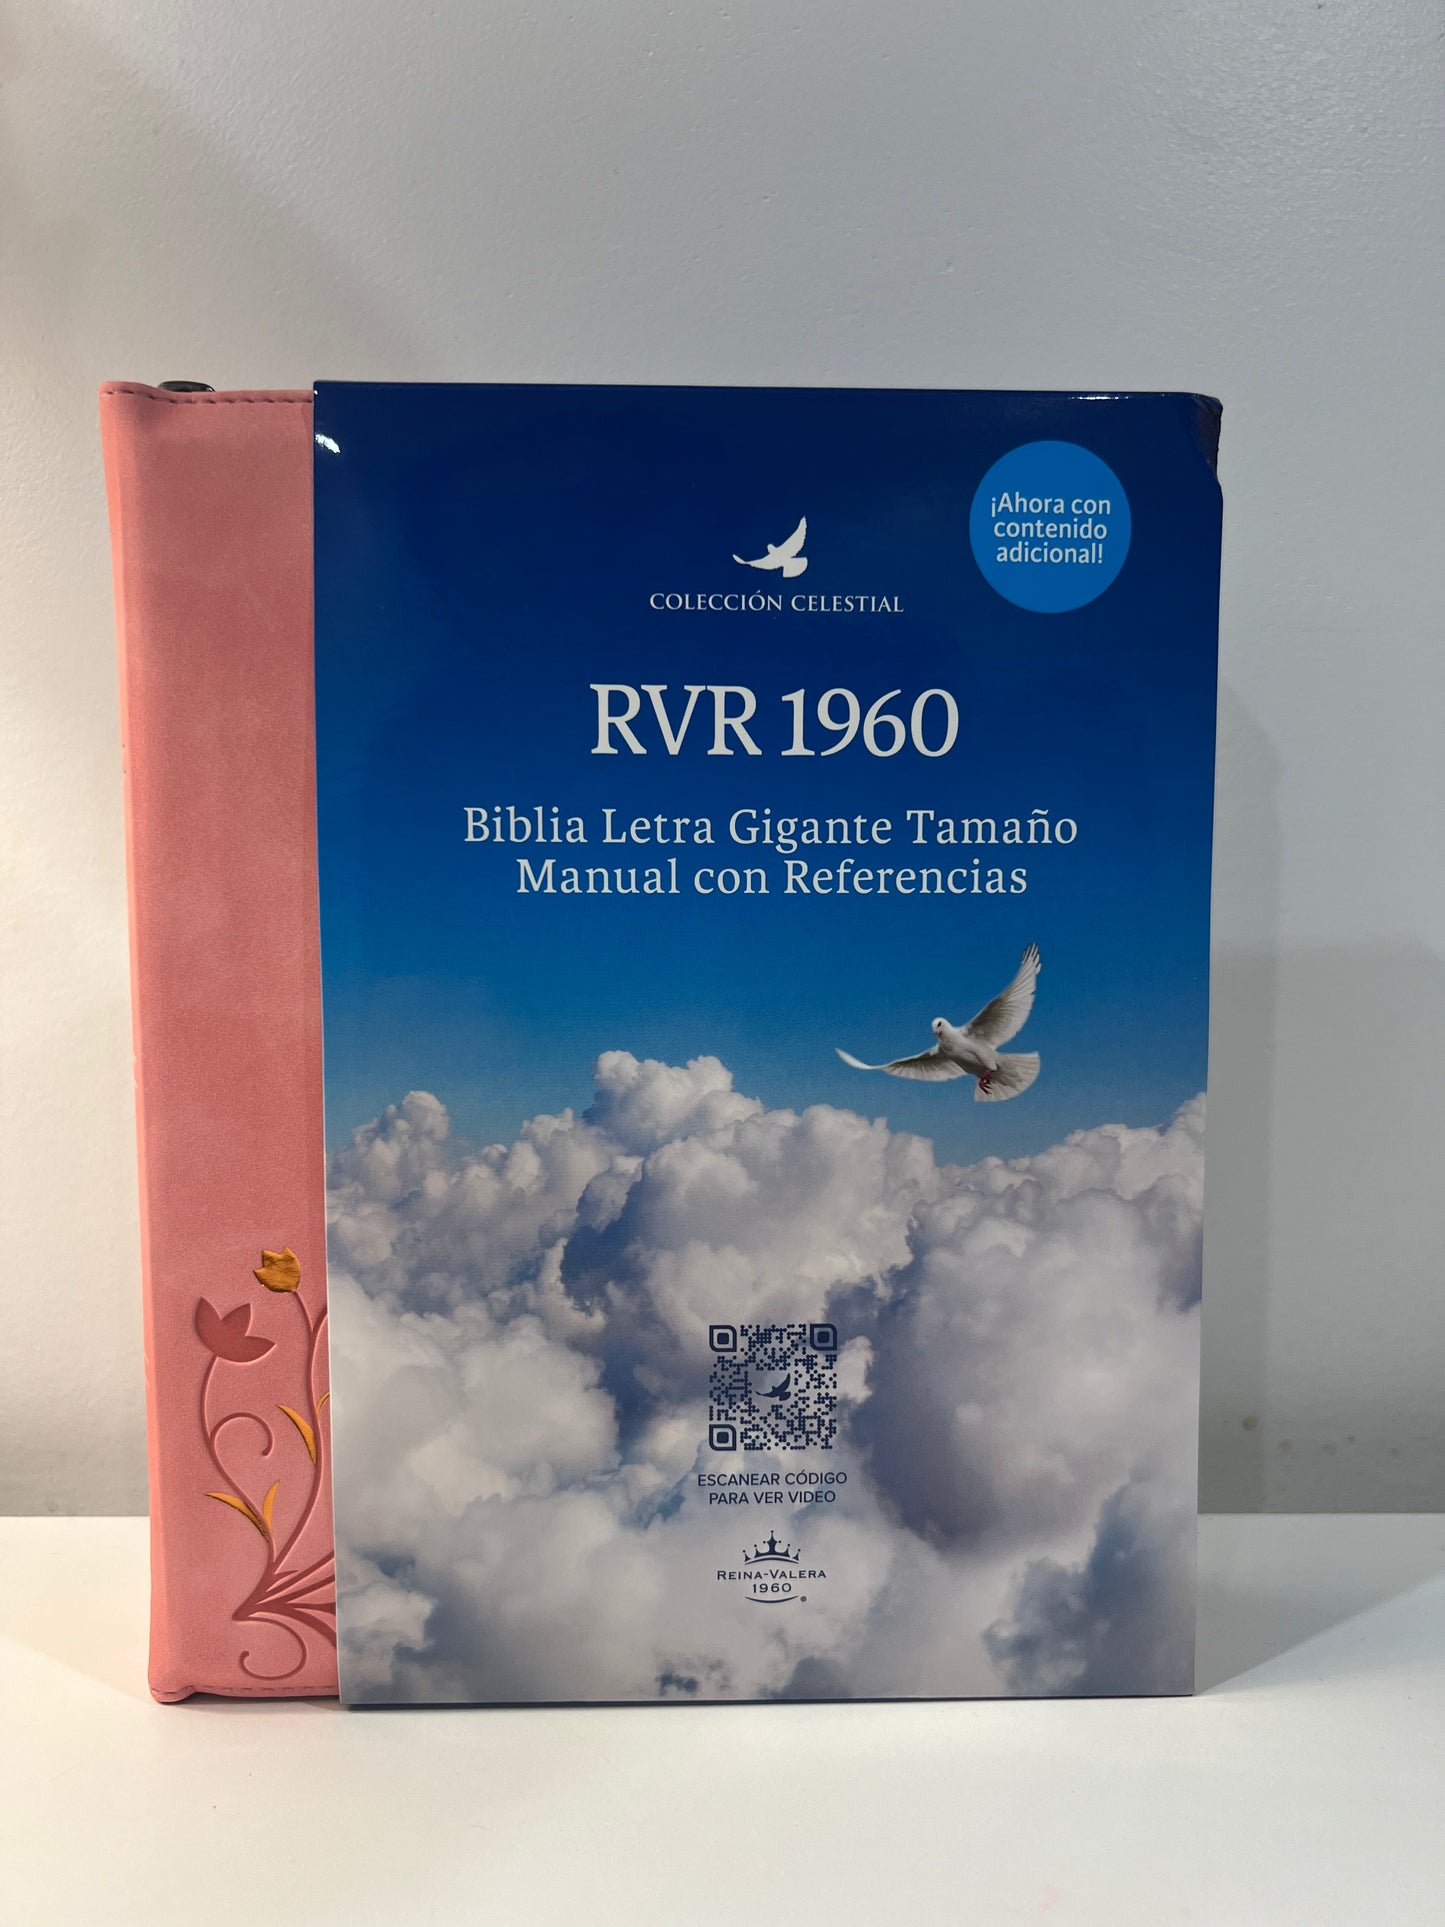 ¡Ahora con
contenido
adicional!
COLECCIÓN CELESTIAL
RVR 1960
Biblia Letra Gigante Tamaño
Manual con Referencias
ESCANEAR CÓDIGO
PARA VER VIDEO
REINA-VALERA
1960
®